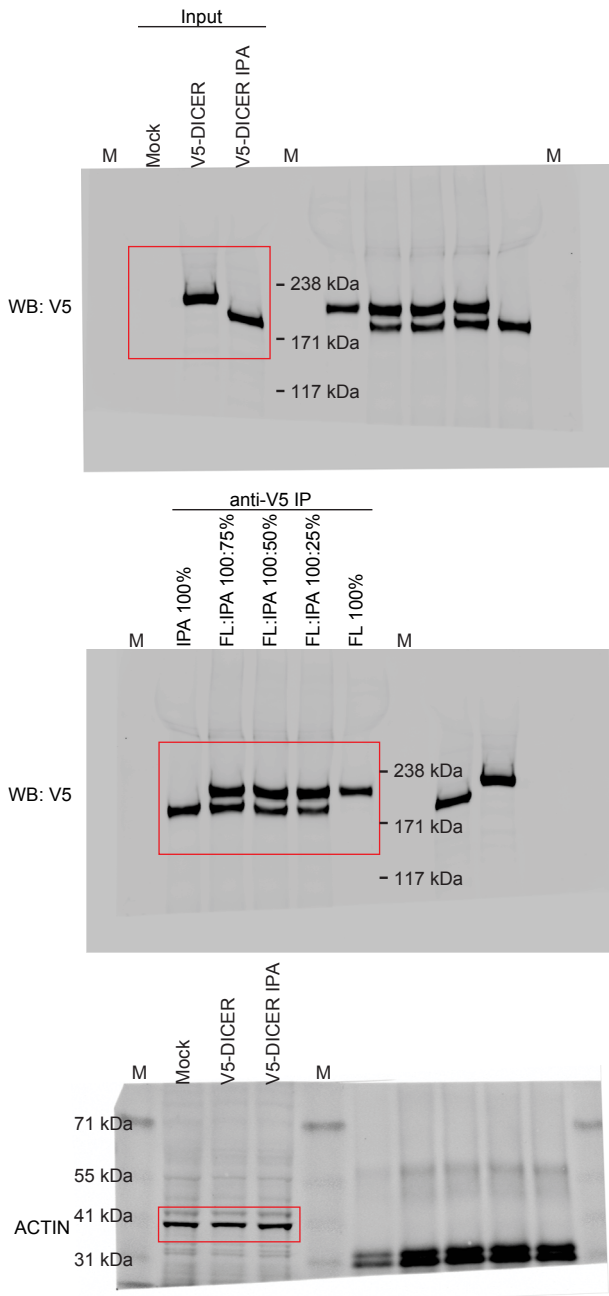 Input
Mock
V5-DICER
V5-DICER IPA
M
M
M
WB: V5
- 238 kDa
- 171 kDa
- 117 kDa
anti-V5 IP
IPA 100%
FL:IPA 100:75%
FL:IPA 100:50%
FL:IPA 100:25%
FL 100%
M
M
WB: V5
- 238 kDa
- 171 kDa
- 117 kDa
Mock
V5-DICER
V5-DICER IPA
M
M
71 kDa
55 kDa
41 kDa
ACTIN
31 kDa